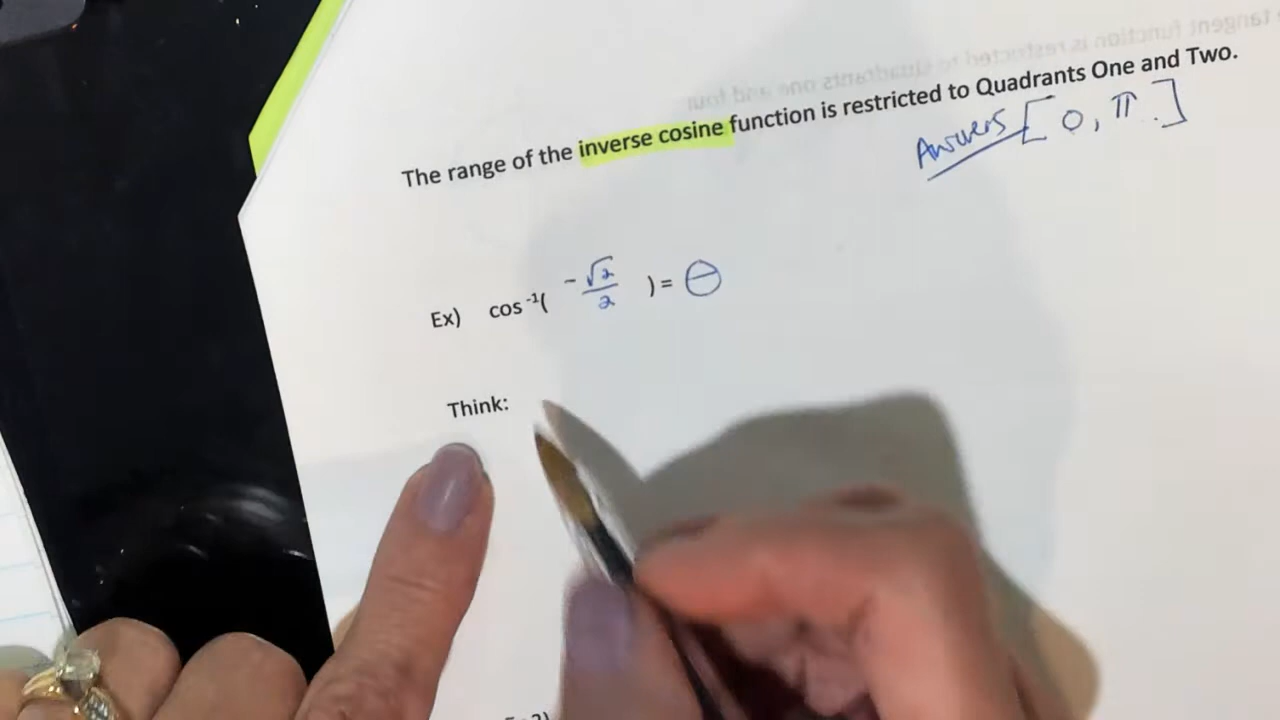 The range of the inverse cosine function is restricted to Quadrants One and Two.
Answers [0, π]
Ex) cos⁻¹( -√2/2 ) = θ
Think: